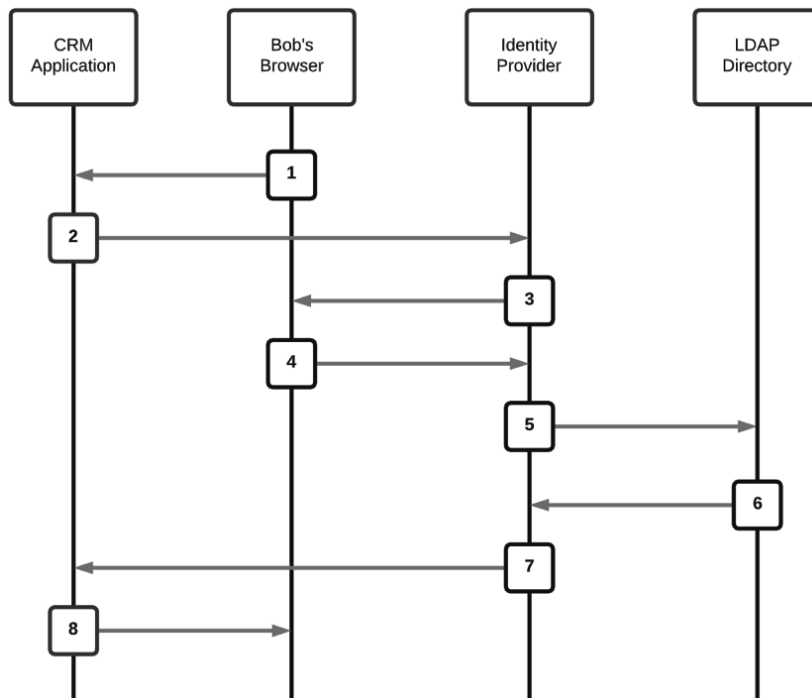 CRM
Application
Bob's
Browser
Identity
Provider
LDAP
Directory
1
2
3
4
5
6
7
8